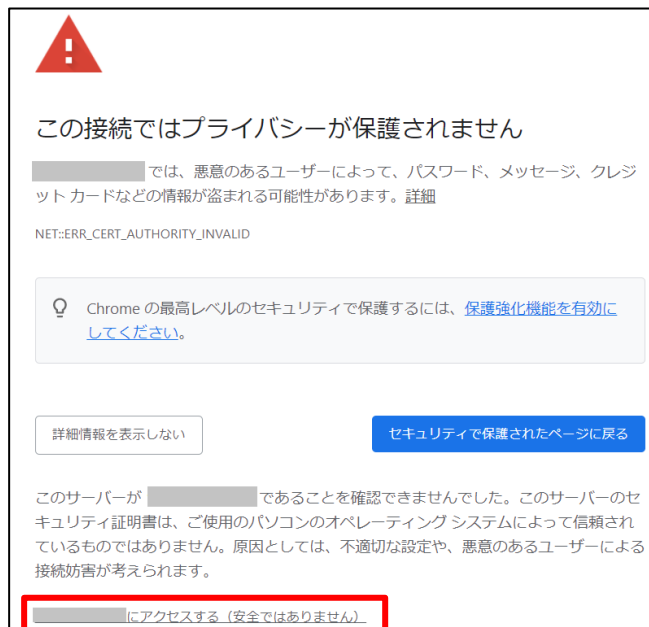 この接続ではプライバシーが保護されません
では、悪意のあるユーザーによって、パスワード、メッセージ、クレジ
ット カードなどの情報が盗まれる可能性があります。詳細
NET::ERR_CERT_AUTHORITY_INVALID
Chrome の最高レベルのセキュリティで保護するには、保護強化機能を有効に
してください。
詳細情報を表示しない
セキュリティで保護されたページに戻る
このサーバーが であることを確認できませんでした。このサーバーのセ
キュリティ証明書は、ご使用のパソコンのオペレーティング システムによって信頼され
ているものではありません。原因としては、不適切な設定や、悪意のあるユーザーによる
接続妨害が考えられます。
にアクセスする（安全ではありません）